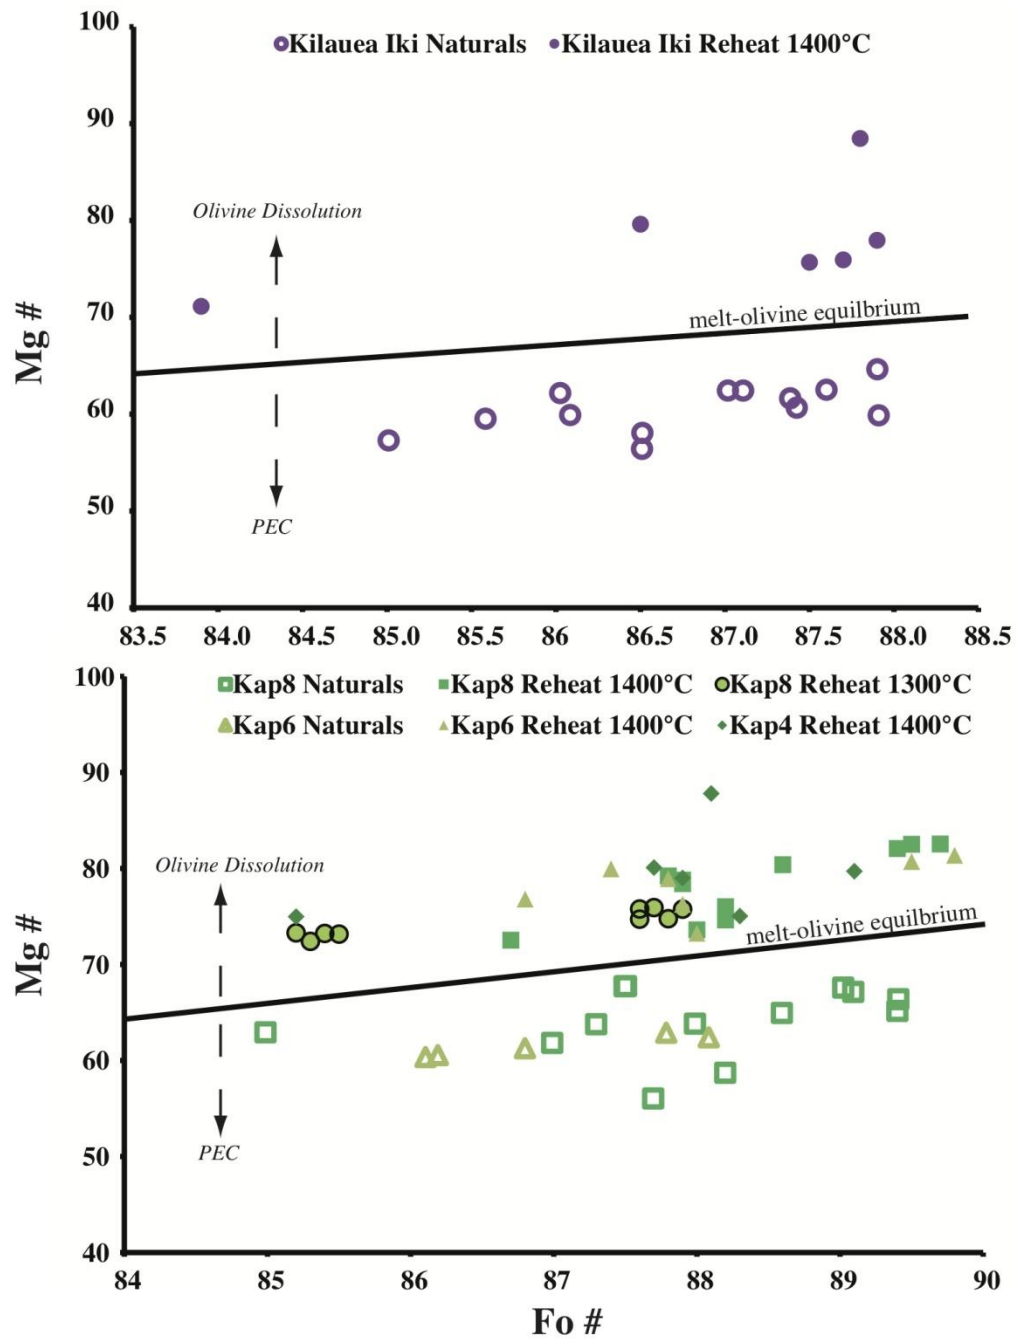 100
Kilauea Iki Naturals Kilauea Iki Reheat 1400°C
90
Olivine Dissolution
80
70
melt-olivine equilbrium
Mg #
60
50
PEC
40
83.5 84.0 84.5 85.0 85.5 86 86.5 87.0 87.5 88.0 88.5
100
Kap8 Naturals Kap8 Reheat 1400°C Kap8 Reheat 1300°C
Kap6 Naturals Kap6 Reheat 1400°C Kap4 Reheat 1400°C
90
Olivine Dissolution
80
melt-olivine equilbrium
70
Mg #
60
50
PEC
40
84 85 86 87 88 89 90
Fo #